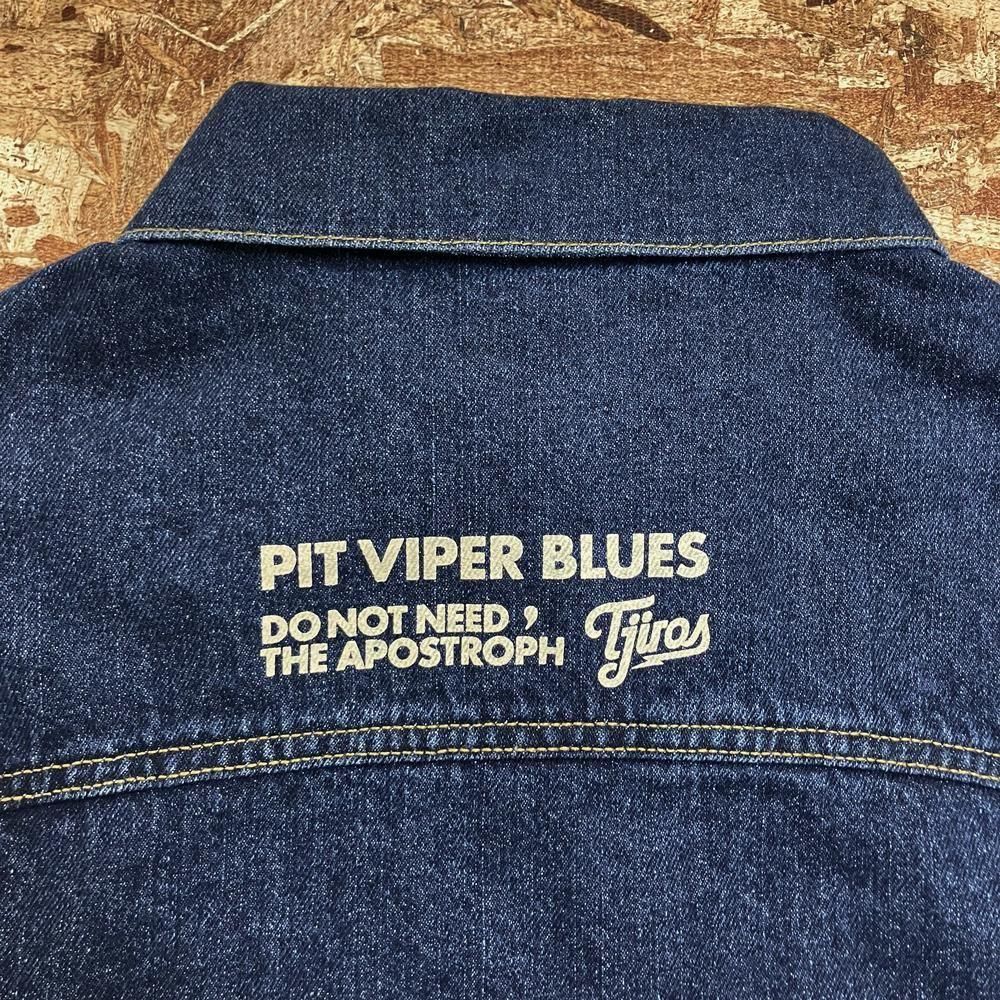 PIT VIPER BLUES
DO NOT NEED ,
THE APOSTROPH
Tjiros